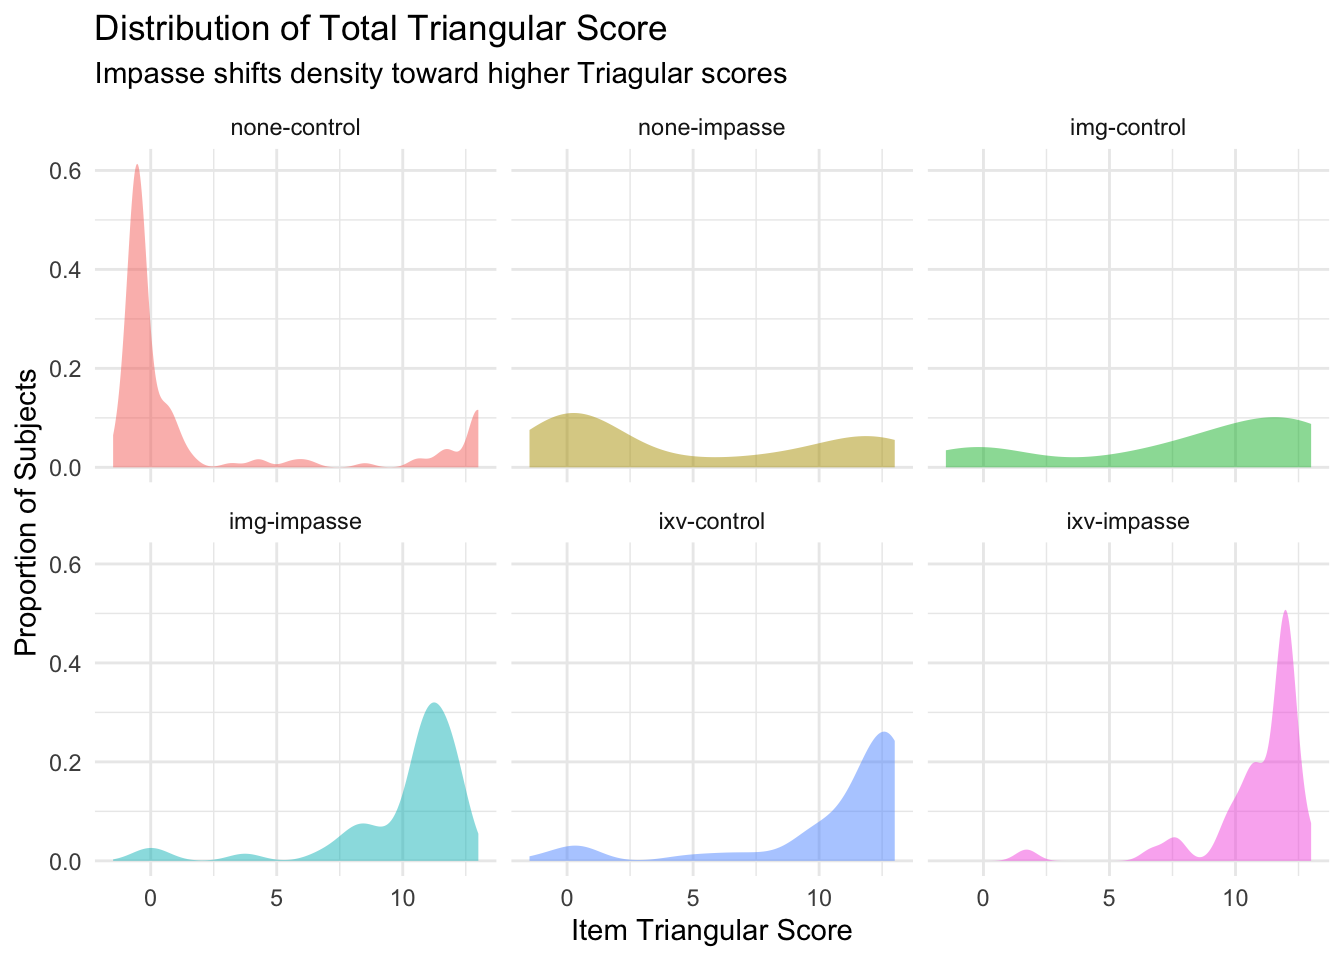 Distribution of Total Triangular Score
Impasse shifts density toward higher Triagular scores
none-control none-impasse img-control
0.6
0.4
0.2
0.0
img-impasse ixv-control ixv-impasse
0.6
0.4
0.2
0.0
0 5 10 0 5 10 0 5 10
Item Triangular Score
Proportion of Subjects